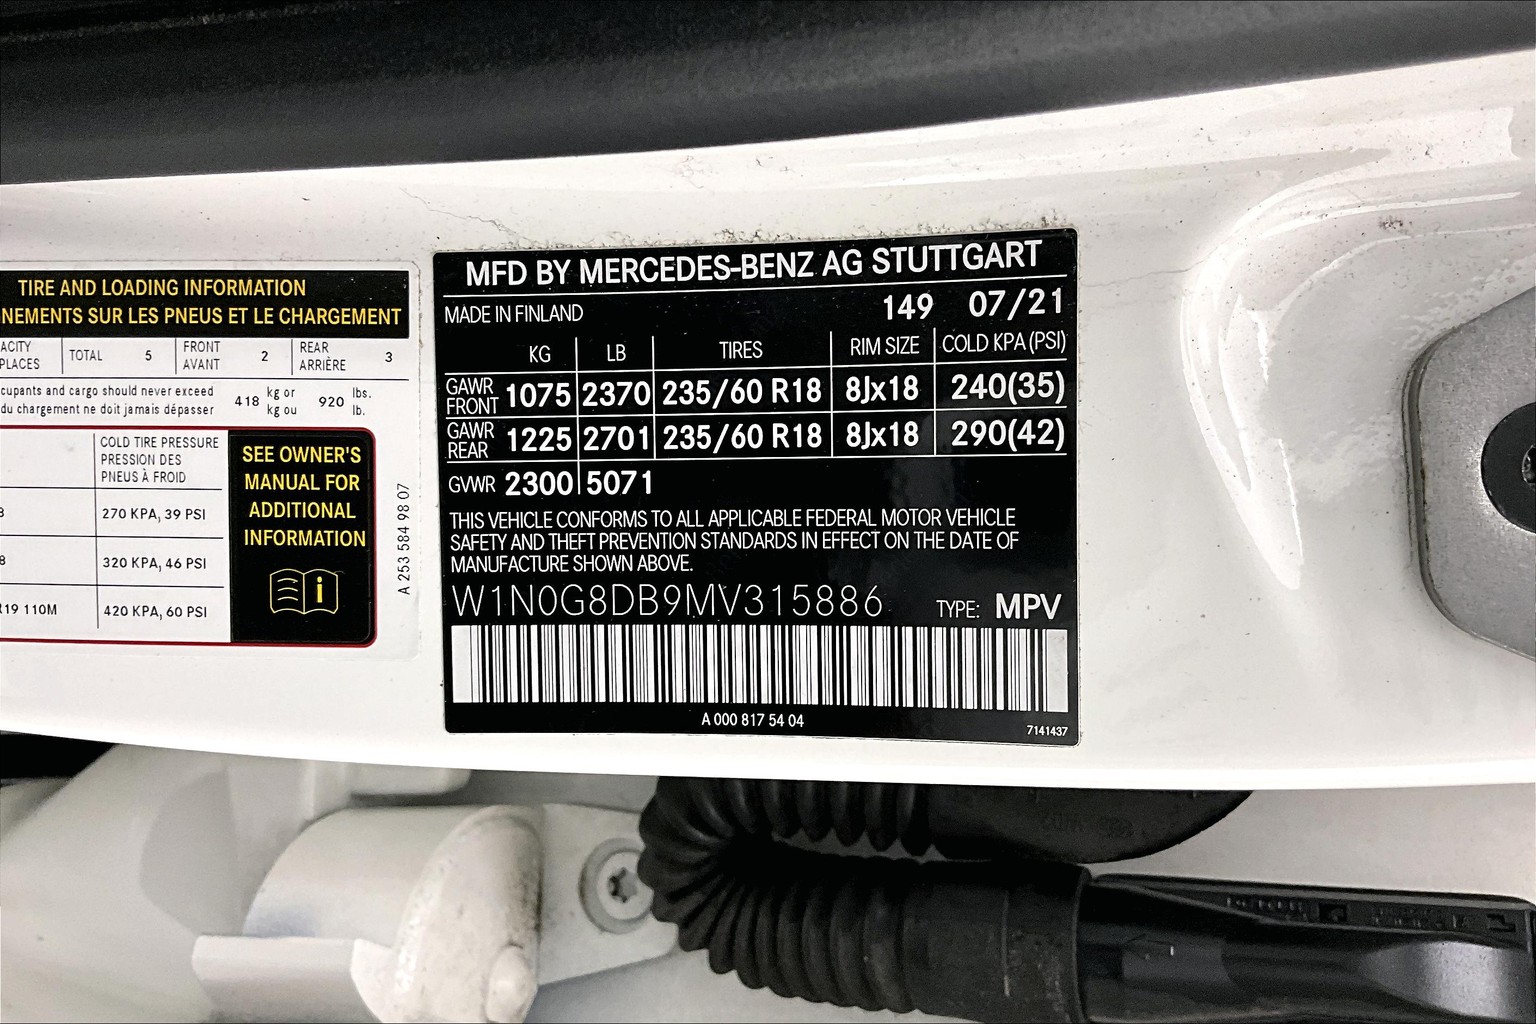 TIRE AND LOADING INFORMATION
NEMENTS SUR LES PNEUS ET LE CHARGEMENT
ACITY TOTAL 5 FRONT 2 REAR 3
PLACES AVANT ARRIÈRE
cupants and cargo should never exceed 418 kg or 920 lbs.
du chargement ne doit jamais dépasser kg ou lb.
COLD TIRE PRESSURE
PRESSION DES
PNEUS À FROID
8 270 KPA, 39 PSI
8 320 KPA, 46 PSI
R19 110M 420 KPA, 60 PSI
SEE OWNER'S
MANUAL FOR
ADDITIONAL
INFORMATION
i
A 253 584 98 07
MFD BY MERCEDES-BENZ AG STUTTGART
MADE IN FINLAND 149 07/21
KG LB TIRES RIM SIZE COLD KPA (PSI)
GAWR FRONT 1075 2370 235/60 R18 8Jx18 240(35)
GAWR REAR 1225 2701 235/60 R18 8Jx18 290(42)
GVWR 2300 5071
THIS VEHICLE CONFORMS TO ALL APPLICABLE FEDERAL MOTOR VEHICLE
SAFETY AND THEFT PREVENTION STANDARDS IN EFFECT ON THE DATE OF
MANUFACTURE SHOWN ABOVE.
W1N0G8DB9MV315886 TYPE: MPV
A 000 817 54 04
7141437